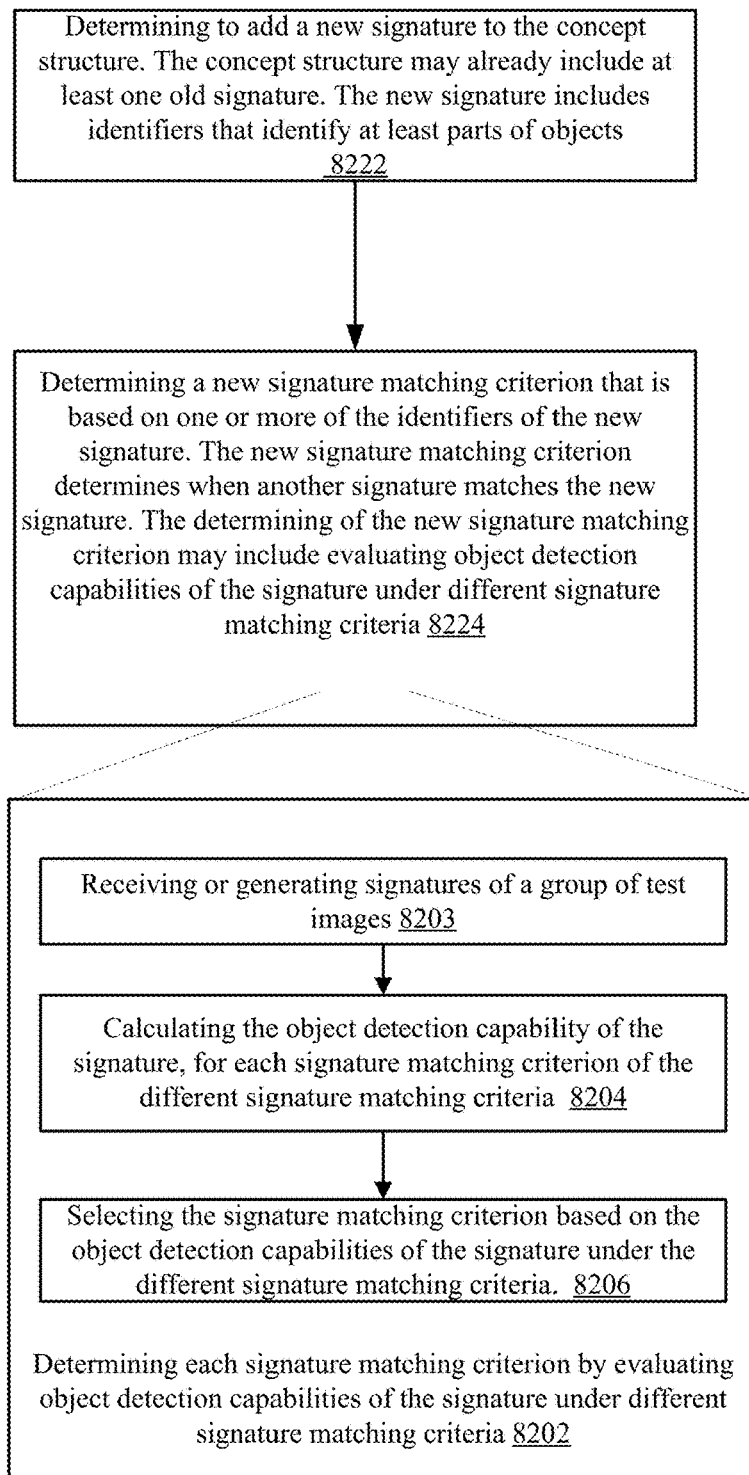 Determining to add a new signature to the concept
structure. The concept structure may already include at
least one old signature. The new signature includes
identifiers that identify at least parts of objects
8222
Determining a new signature matching criterion that is
based on one or more of the identifiers of the new
signature. The new signature matching criterion
determines when another signature matches the new
signature. The determining of the new signature matching
criterion may include evaluating object detection
capabilities of the signature under different signature
matching criteria 8224
Receiving or generating signatures of a group of test
images 8203
Calculating the object detection capability of the
signature, for each signature matching criterion of the
different signature matching criteria 8204
Selecting the signature matching criterion based on the
object detection capabilities of the signature under the
different signature matching criteria. 8206
Determining each signature matching criterion by evaluating
object detection capabilities of the signature under different
signature matching criteria 8202